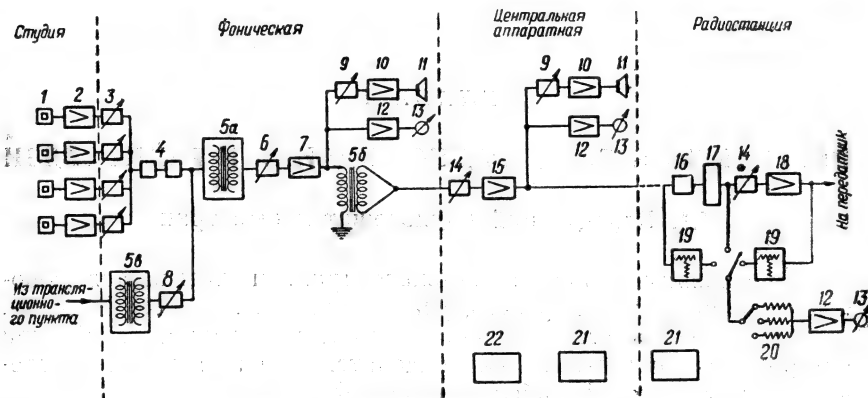 Студия
Фоническая
Центральная
аппаратная
Радиостанция
9 10 11
9 10 11
1 2 3
12 13
12 13
4 5а 6 7 5б
14 15
16 17 14 18
На передатчик
19 19
5в 8
Из трансля-
ционно-
го пункта
12 13
20
22 21 21